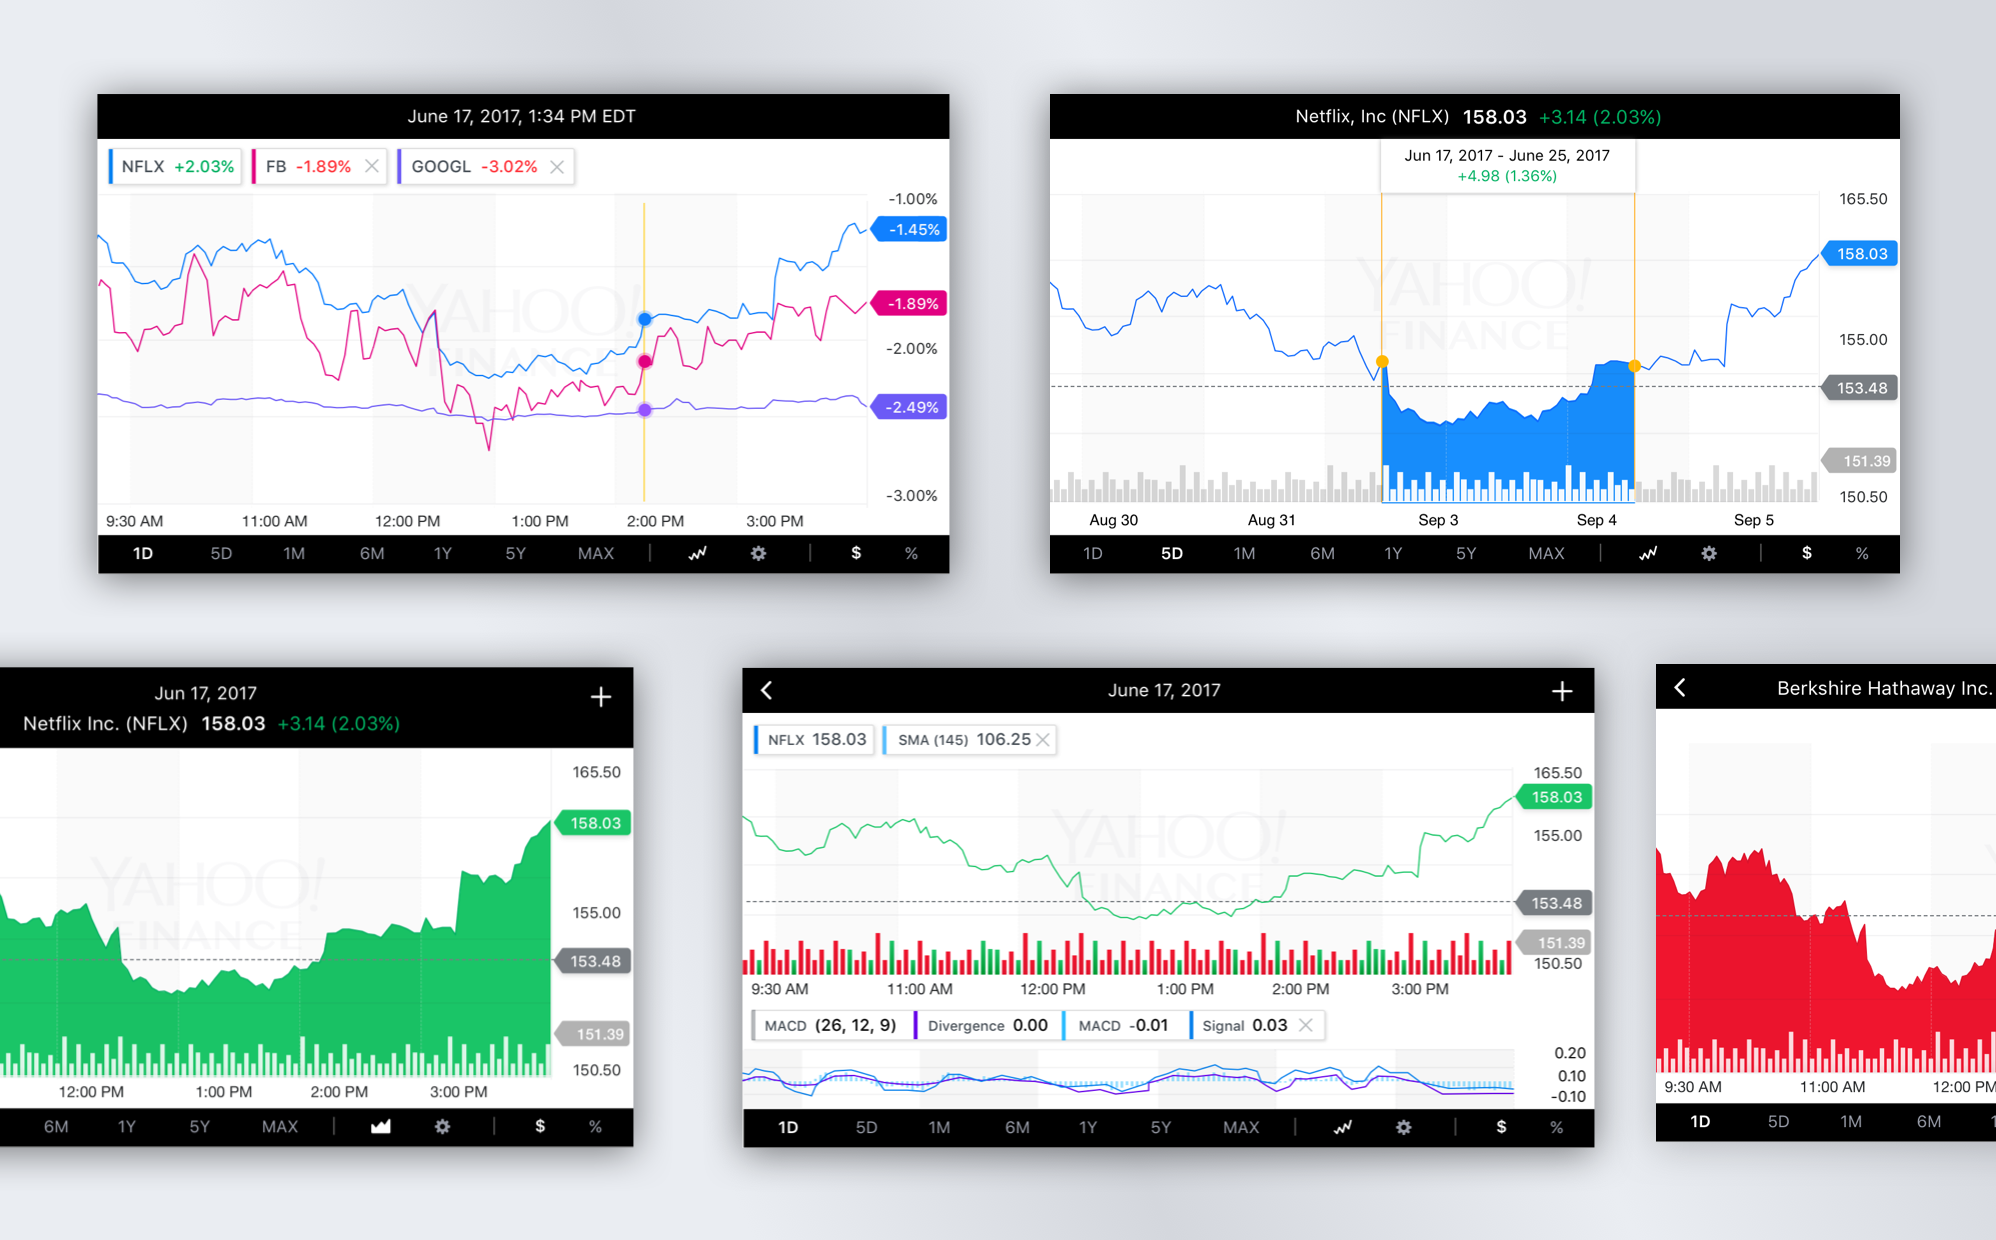 June 17, 2017, 1:34 PM EDT
NFLX +2.03% FB -1.89% GOOGL -3.02%
-1.00%
-1.45%
-1.89%
-2.00%
-2.49%
-3.00%
YAHOO!
FINANCE
9:30 AM 11:00 AM 12:00 PM 1:00 PM 2:00 PM 3:00 PM
1D 5D 1M 6M 1Y 5Y MAX $ %
Netflix, Inc (NFLX) 158.03 +3.14 (2.03%)
Jun 17, 2017 - June 25, 2017
+4.98 (1.36%)
165.50
158.03
155.00
153.48
151.39
150.50
YAHOO!
FINANCE
Aug 30 Aug 31 Sep 3 Sep 4 Sep 5
1D 5D 1M 6M 1Y 5Y MAX $ %
Jun 17, 2017
Netflix Inc. (NFLX) 158.03 +3.14 (2.03%)
165.50
158.03
155.00
153.48
151.39
150.50
YAHOO!
FINANCE
12:00 PM 1:00 PM 2:00 PM 3:00 PM
6M 1Y 5Y MAX $ %
June 17, 2017
NFLX 158.03 SMA (145) 106.25
165.50
158.03
155.00
153.48
151.39
150.50
YAHOO!
FINANCE
9:30 AM 11:00 AM 12:00 PM 1:00 PM 2:00 PM 3:00 PM
MACD (26, 12, 9) Divergence 0.00 MACD -0.01 Signal 0.03
0.20
0.10
-0.10
1D 5D 1M 6M 1Y 5Y MAX $ %
Berkshire Hathaway Inc.
9:30 AM 11:00 AM 12:00 PM
1D 5D 1M 6M